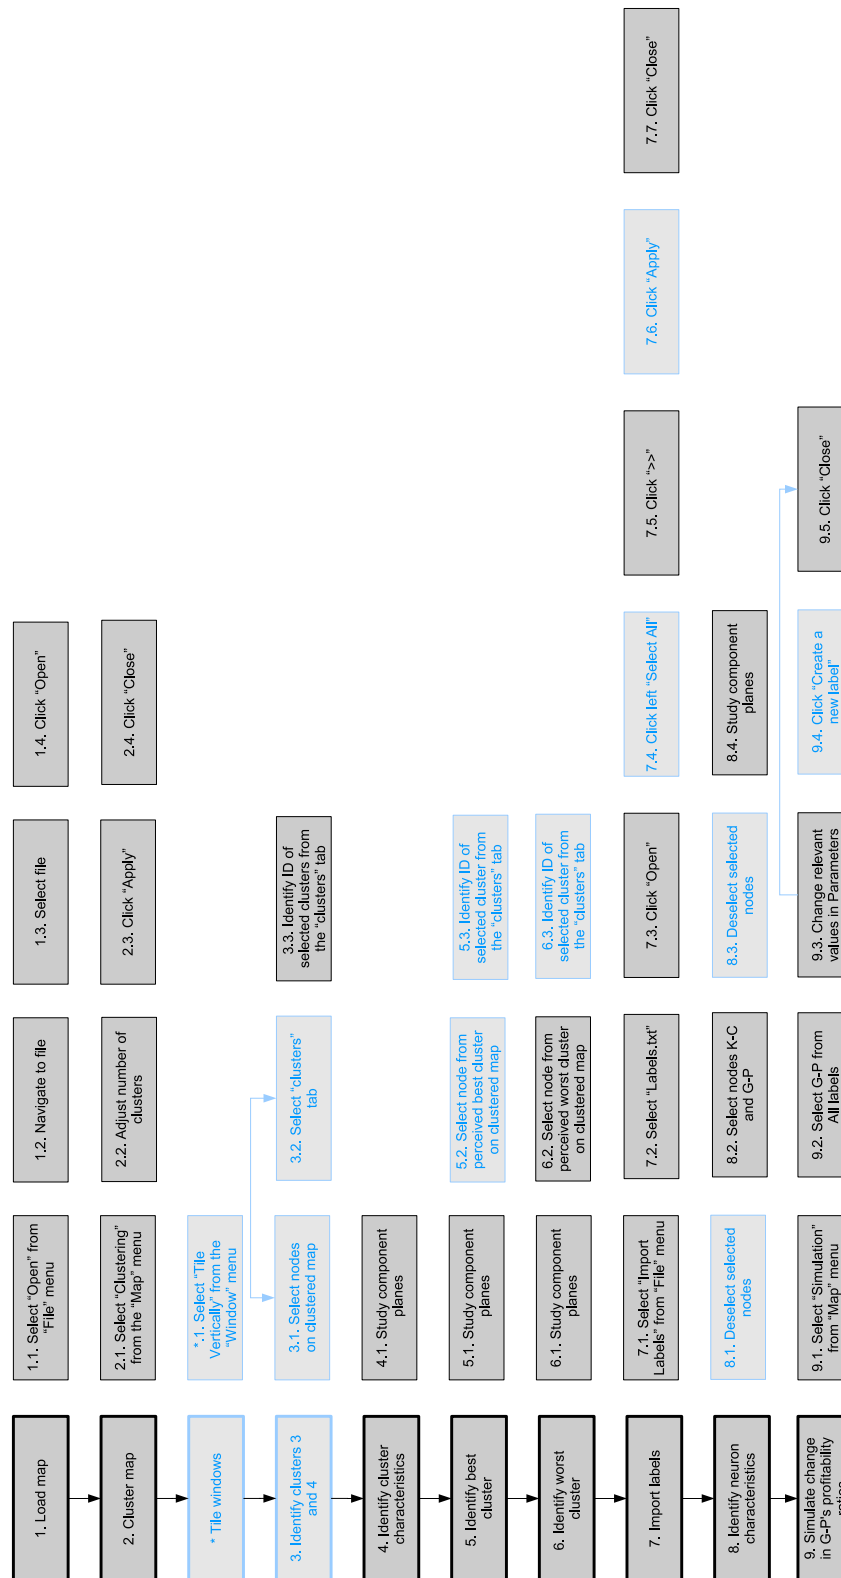 1. Load map
1.1. Select “Open” from
“File” menu
1.2. Navigate to file
1.3. Select file
1.4. Click “Open”
2. Cluster map
2.1. Select “Clustering”
from the “Map” menu
2.2. Adjust number of
clusters
2.3. Click “Apply”
2.4. Click “Close”
* Tile windows
*.1. Select “Tile
Vertically” from the
“Window” menu
3. Identify clusters 3
and 4
3.1. Select nodes
on clustered map
3.2. Select “clusters”
tab
3.3. Identify ID of
selected clusters from
the “clusters” tab
4. Identify cluster
characteristics
4.1. Study component
planes
5. Identify best
cluster
5.1. Study component
planes
5.2. Select node from
perceived best cluster
on clustered map
5.3. Identify ID of
selected cluster from
the “clusters” tab
6. Identify worst
cluster
6.1. Study component
planes
6.2. Select node from
perceived worst cluster
on clustered map
6.3. Identify ID of
selected cluster from
the “clusters” tab
7. Import labels
7.1. Select “Import
Labels” from “File” menu
7.2. Select “Labels.txt”
7.3. Click “Open”
7.4. Click left “Select All”
7.5. Click “>>”
7.6. Click “Apply”
7.7. Click “Close”
8. Identify neuron
characteristics
8.1. Deselect selected
nodes
8.2. Select nodes K-C
and G-P
8.3. Deselect selected
nodes
8.4. Study component
planes
9. Simulate change
in G-P’s profitability
9.1. Select “Simulation”
from “Map” menu
9.2. Select G-P from
All labels
9.3. Change relevant
values in Parameters
9.4. Click “Create a
new label”
9.5. Click “Close”